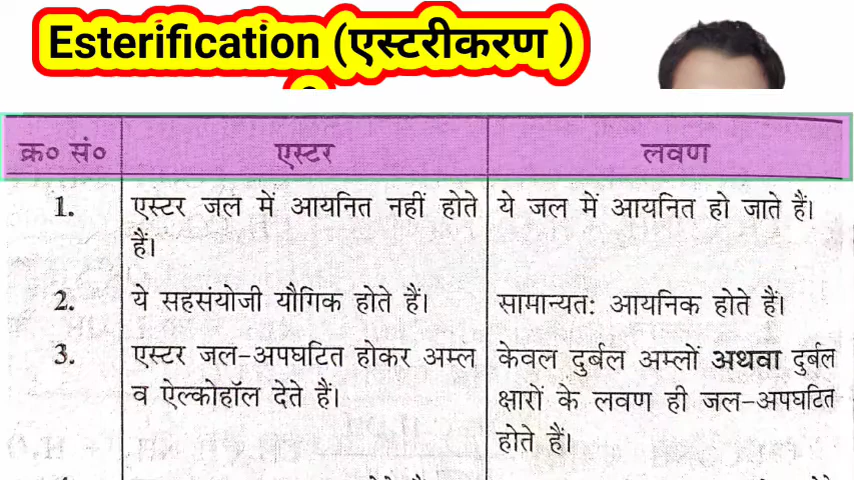 Esterification (एस्टरीकरण )
क्र० सं० एस्टर लवण
1. एस्टर जल में आयनित नहीं होते ये जल में आयनित हो जाते हैं।
हैं।
2. ये सहसंयोजी यौगिक होते हैं। सामान्यत: आयनिक होते हैं।
3. एस्टर जल-अपघटित होकर अम्ल केवल दुर्बल अम्लों अथवा दुर्बल
व ऐल्कोहॉल देते हैं। क्षारों के लवण ही जल-अपघटित
होते हैं।